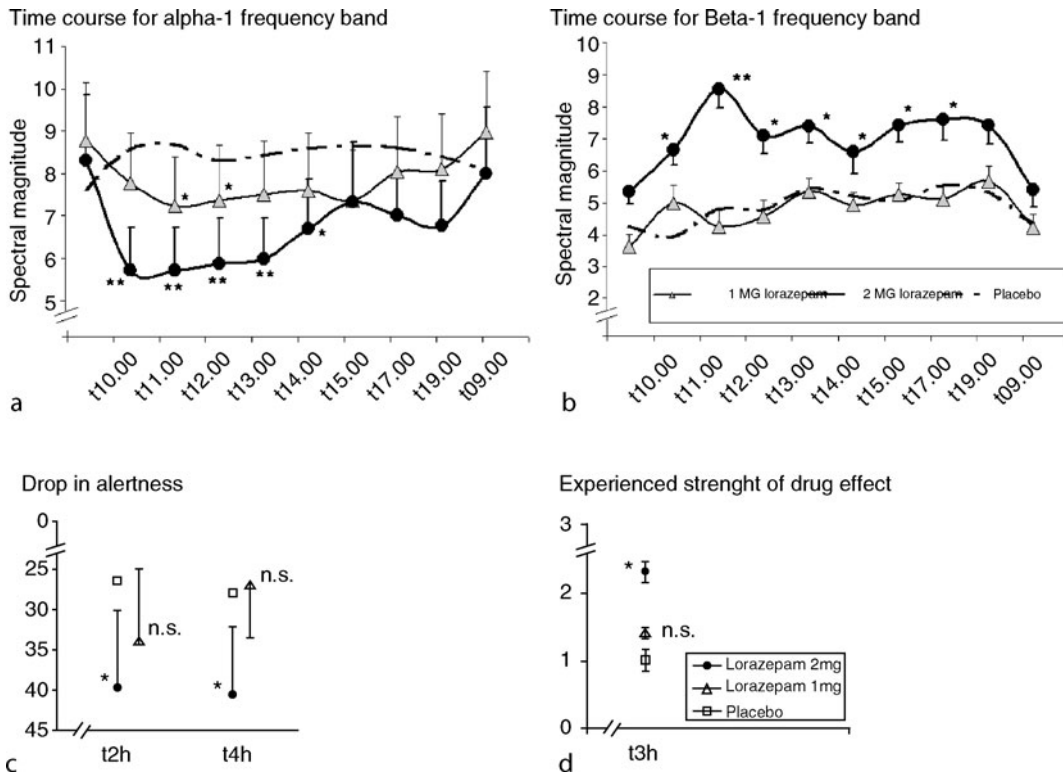 Time course for alpha-1 frequency band
11
10
9
8
7
6
5
Spectral magnitude
*
*
*
**
**
**
**
t10.00
t11.00
t12.00
t13.00
t14.00
t15.00
t17.00
t19.00
t09.00
a
Time course for Beta-1 frequency band
10
9
8
7
6
5
4
3
2
Spectral magnitude
*
**
*
*
*
*
*
1 MG lorazepam 2 MG lorazepam Placebo
t10.00
t11.00
t12.00
t13.00
t14.00
t15.00
t17.00
t19.00
t09.00
b
Drop in alertness
0
25
30
35
40
45
n.s.
n.s.
*
*
t2h t4h
c
Experienced strenght of drug effect
3
2
1
0
*
n.s.
Lorazepam 2mg
Lorazepam 1mg
Placebo
t3h
d